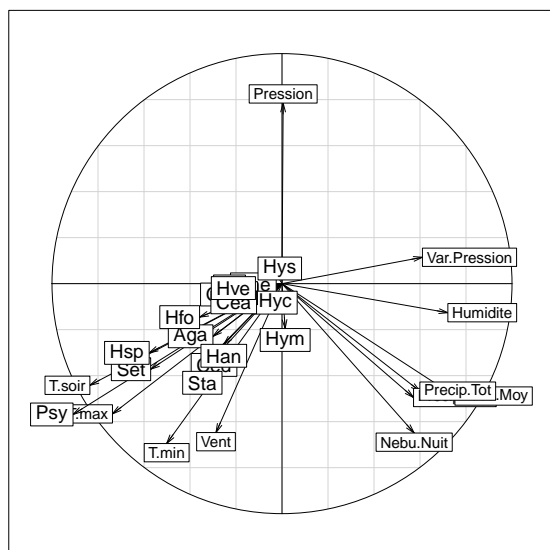 Pression
Hys
Var.Pression
Hve
Cea
Hyc
Humidite
Hfo
Aga
Hym
Hsp
Han
Set
T.soir
Sta
Precip.Tot
Psy
Vent
Nebu.Nuit
T.min